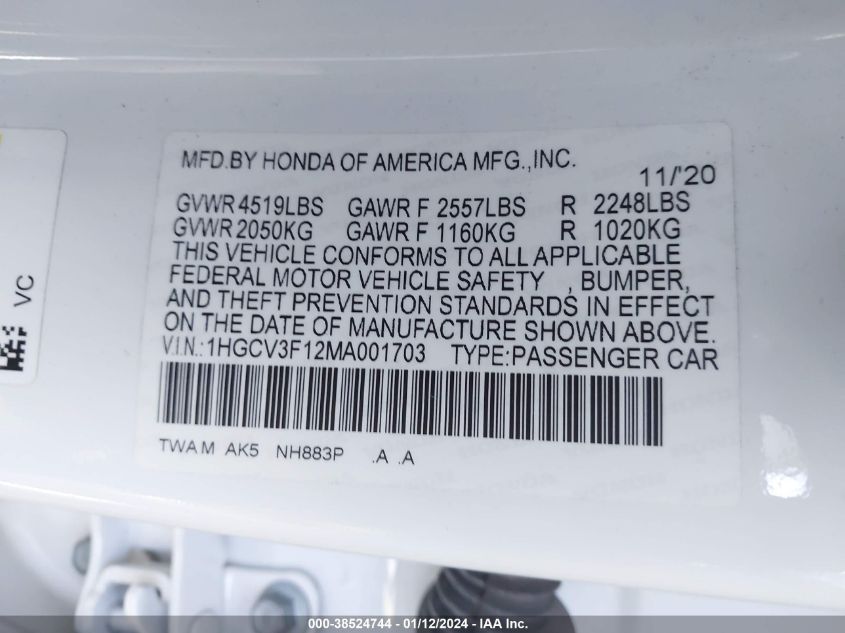 MFD.BY HONDA OF AMERICA MFG.,INC.
11/'20
GVWR 4519LBS GAWR F 2557LBS R 2248LBS
GVWR 2050KG GAWR F 1160KG R 1020KG
THIS VEHICLE CONFORMS TO ALL APPLICABLE
FEDERAL MOTOR VEHICLE SAFETY , BUMPER,
AND THEFT PREVENTION STANDARDS IN EFFECT
ON THE DATE OF MANUFACTURE SHOWN ABOVE.
V.I.N.:1HGCV3F12MA001703 TYPE:PASSENGER CAR
TWA M AK5 NH883P .A .A
VC
000-38524744 - 01/12/2024 - IAA Inc.